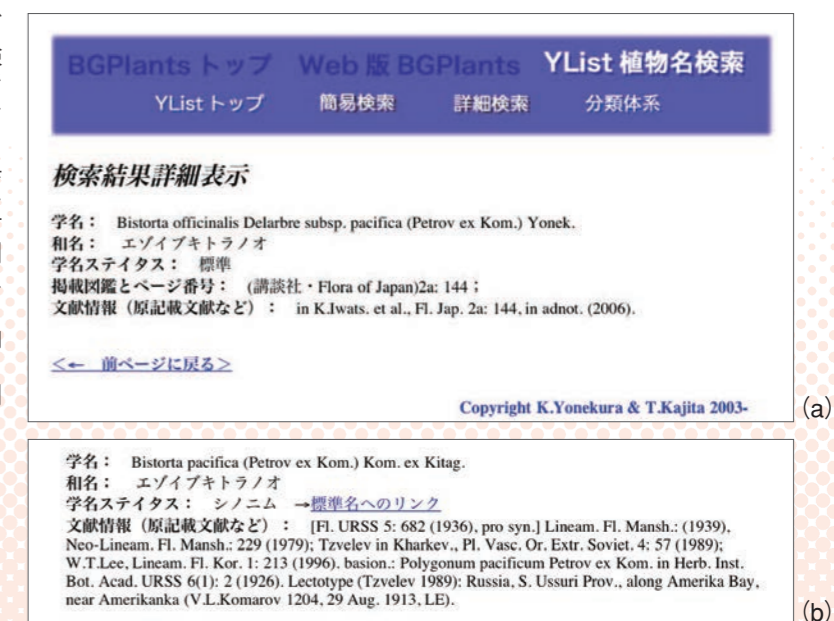 BGPlants トップ Web 版 BGPlants YList 植物名検索
YList トップ 簡易検索 詳細検索 分類体系
検索結果詳細表示
学名： Bistorta officinalis Delarbre subsp. pacifica (Petrov ex Kom.) Yonek.
和名： エゾイブキトラノオ
学名ステイタス： 標準
掲載図鑑とページ番号： (講談社・Flora of Japan)2a: 144；
文献情報（原記載文献など）： in K.Iwats. et al., Fl. Jap. 2a: 144, in adnot. (2006).
<← 前ページに戻る>
Copyright K.Yonekura & T.Kajita 2003-
(a)
学名： Bistorta pacifica (Petrov ex Kom.) Kom. ex Kitag.
和名： エゾイブキトラノオ
学名ステイタス： シノニム →標準名へのリンク
文献情報（原記載文献など）： [Fl. URSS 5: 682 (1936), pro syn.] Lineam. Fl. Mansh.: (1939),
Neo-Lineam. Fl. Mansh.: 229 (1979); Tzvelev in Kharkev., Pl. Vasc. Or. Extr. Soviet. 4: 57 (1989);
W.T.Lee, Lineam. Fl. Kor. 1: 213 (1996). basion.: Polygonum pacificum Petrov ex Kom. in Herb. Inst.
Bot. Acad. URSS 6(1): 2 (1926). Lectotype (Tzvelev 1989): Russia, S. Ussuri Prov., along Amerika Bay,
near Amerikanka (V.L.Komarov 1204, 29 Aug. 1913, LE).
(b)